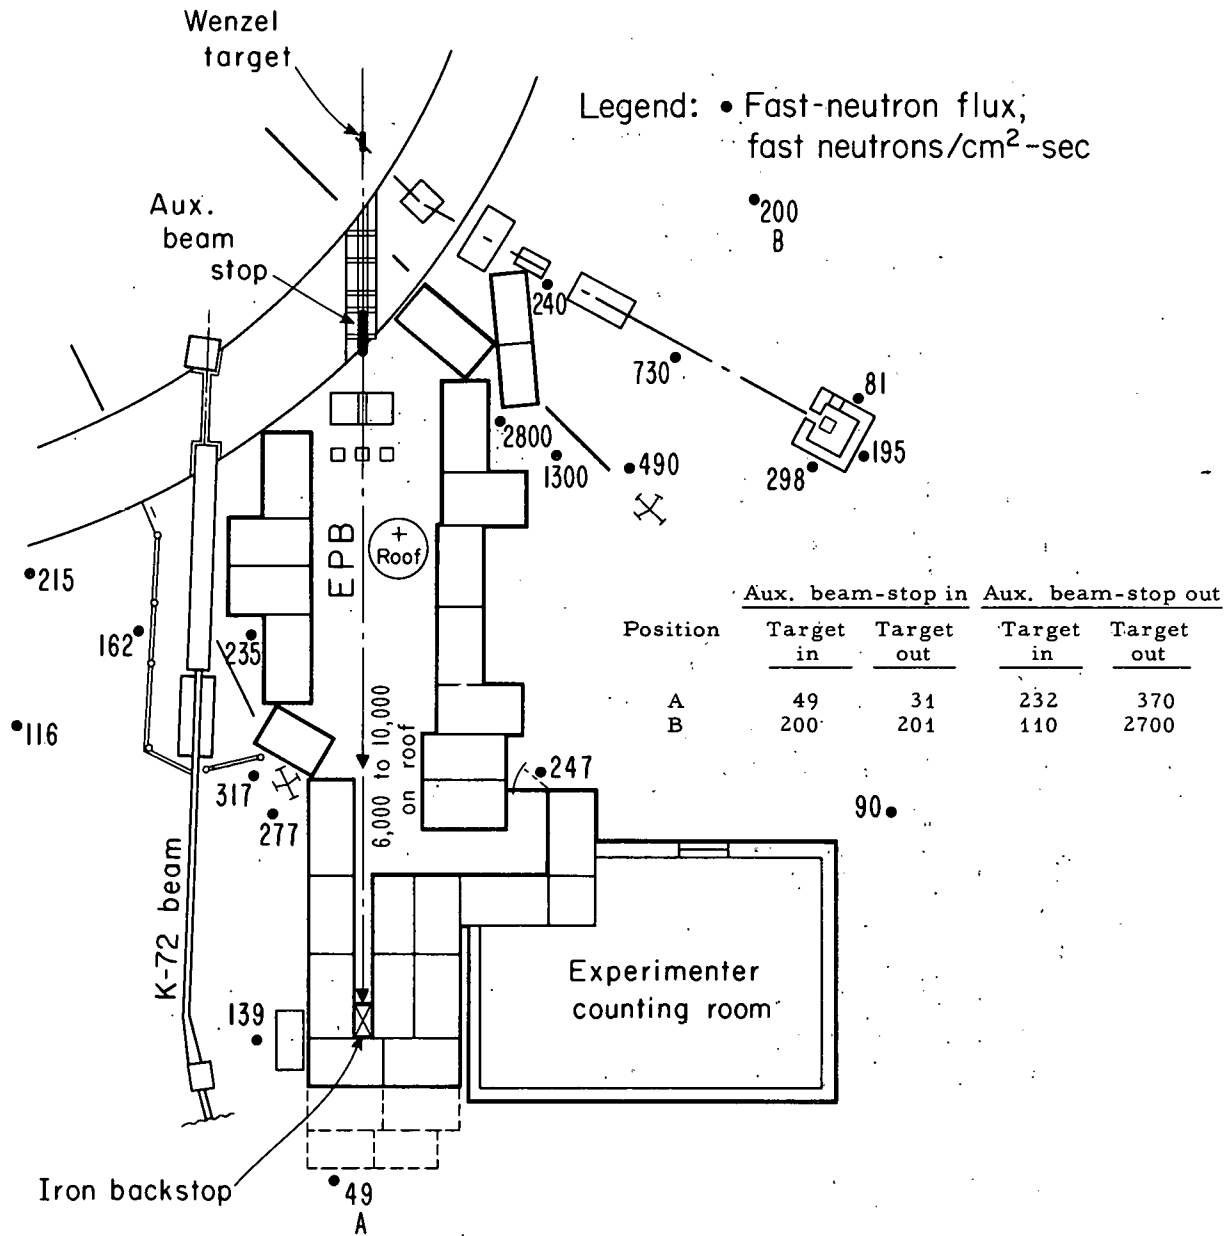 Wenzel
target
Legend: • Fast-neutron flux,
fast neutrons/cm²-sec
Aux.
beam
stop
200
B
240
730
81
2800
1300
490
298
195
EPB
+
Roof
215
162
235
116
317
277
6,000 to 10,000
on roof
247
90
Aux. beam-stop in Aux. beam-stop out
Position Target in Target out Target in Target out
A 49 31 232 370
B 200 201 110 2700
K-72 beam
Experimenter
counting room
139
Iron backstop
49
A